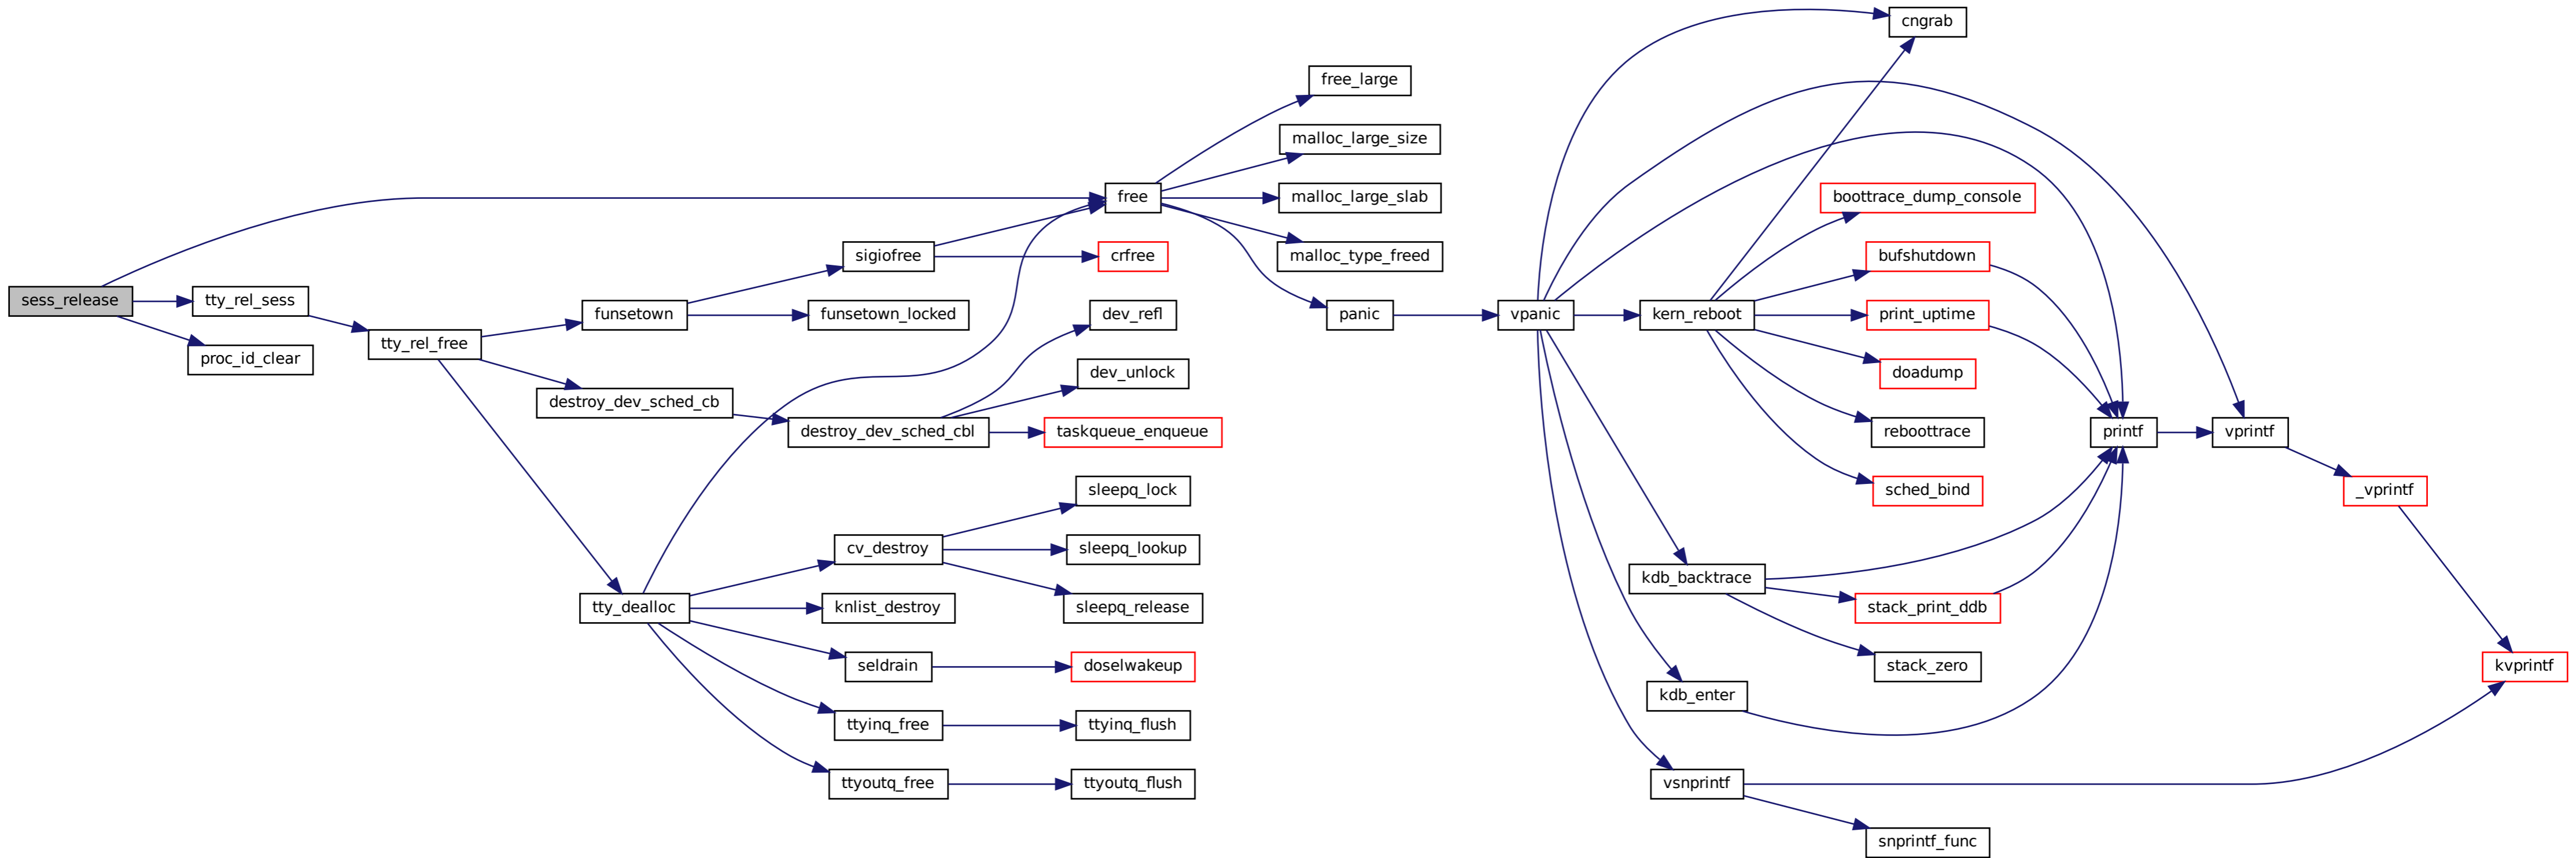 sess_release
tty_rel_sess
proc_id_clear
tty_rel_free
funsetown
destroy_dev_sched_cb
tty_dealloc
sigiofree
funsetown_locked
destroy_dev_sched_cbl
cv_destroy
knlist_destroy
seldrain
ttyinq_free
ttyoutq_free
free
crfree
dev_refl
dev_unlock
taskqueue_enqueue
sleepq_lock
sleepq_lookup
sleepq_release
doselwakeup
ttyinq_flush
ttyoutq_flush
free_large
malloc_large_size
malloc_large_slab
malloc_type_freed
panic
vpanic
kern_reboot
kdb_backtrace
kdb_enter
vsnprintf
cngrab
boottrace_dump_console
bufshutdown
print_uptime
doadump
reboottrace
sched_bind
stack_print_ddb
stack_zero
snprintf_func
printf
vprintf
_vprintf
kvprintf